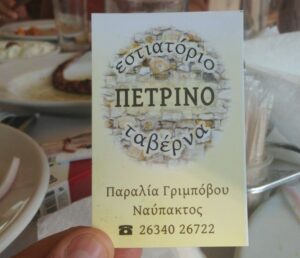 εστιατόριο
ΠΕΤΡΙΝΟ
ταβέρνα
Παραλία Γριμπόβου
Ναύπακτος
☎ 26340 26722